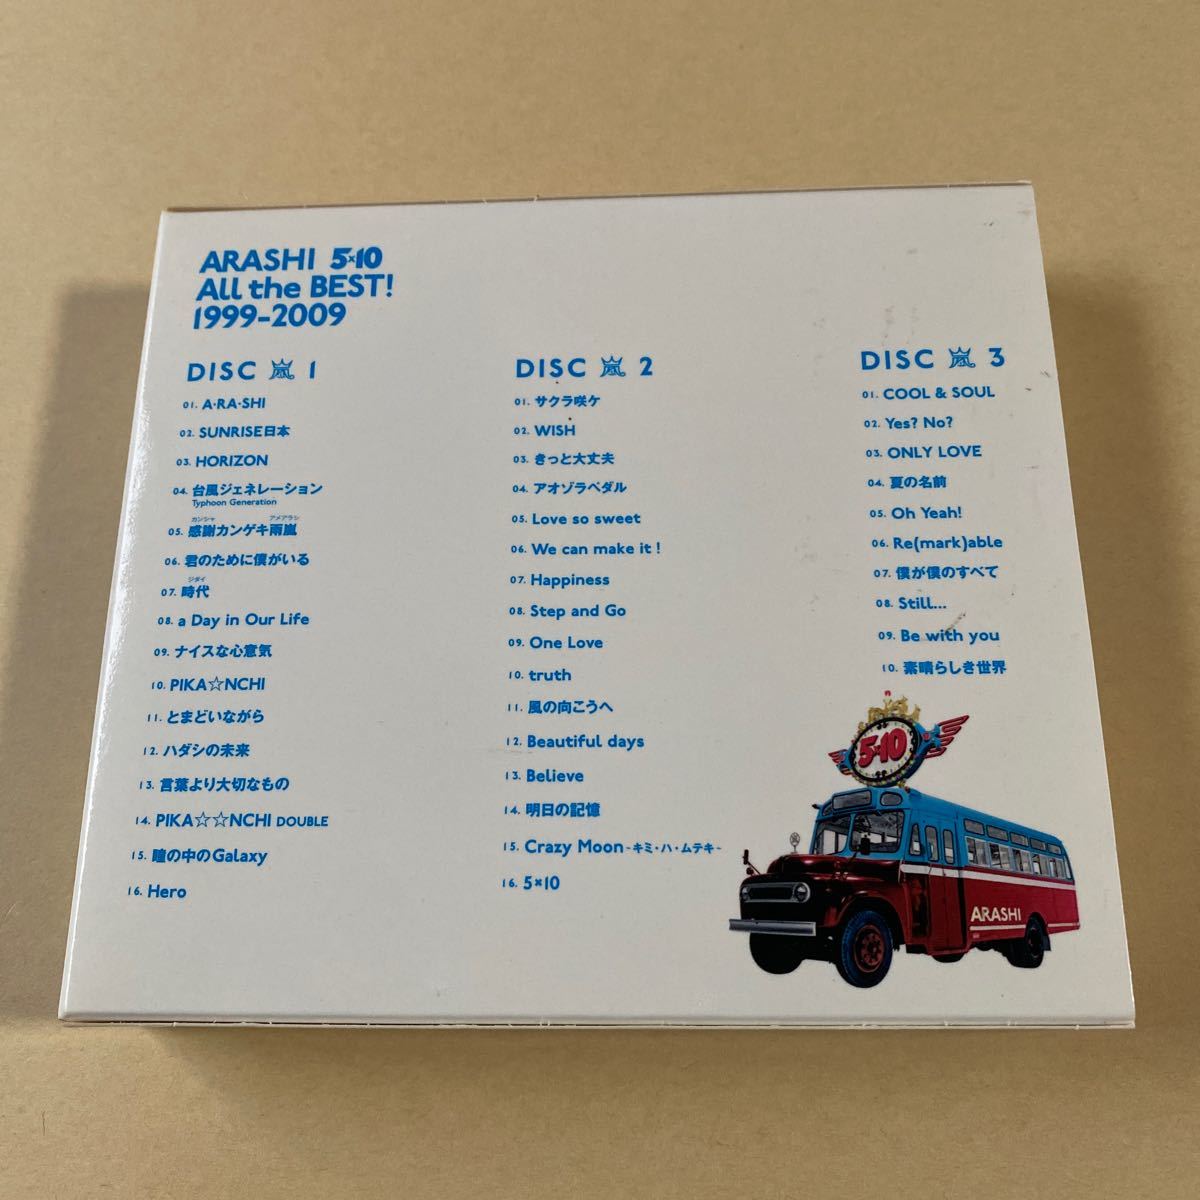 ARASHI 5×10
All the BEST!
1999-2009
DISC 嵐 1
01. A・RA・SHI
02. SUNRISE日本
03. HORIZON
04. 台風ジェネレーション
Typhoon Generation
カンシャ アメアラシ
05. 感謝カンゲキ雨嵐
06. 君のために僕がいる
ジダイ
07. 時代
08. a Day in Our Life
09. ナイスな心意気
10. PIKA☆NCHI
11. とまどいながら
12. ハダシの未来
13. 言葉より大切なもの
14. PIKA☆☆NCHI DOUBLE
15. 瞳の中のGalaxy
16. Hero
DISC 嵐 2
01. サクラ咲ケ
02. WISH
03. きっと大丈夫
04. アオゾラペダル
05. Love so sweet
06. We can make it!
07. Happiness
08. Step and Go
09. One Love
10. truth
11. 風の向こうへ
12. Beautiful days
13. Believe
14. 明日の記憶
15. Crazy Moon~キミ・ハ・ムテキ~
16. 5×10
DISC 嵐 3
01. COOL & SOUL
02. Yes? No?
03. ONLY LOVE
04. 夏の名前
05. Oh Yeah!
06. Re(mark)able
07. 僕が僕のすべて
08. Still...
09. Be with you
10. 素晴らしき世界
5×10
ARASHI